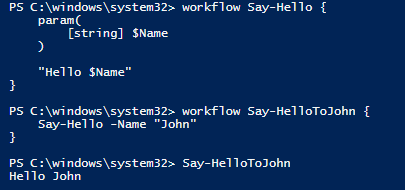 PS C:\windows\system32> workflow Say-Hello {
    param(
        [string] $Name
    )
    "Hello $Name"
}
PS C:\windows\system32> workflow Say-HelloToJohn {
    Say-Hello -Name "John"
}
PS C:\windows\system32> Say-HelloToJohn
Hello John